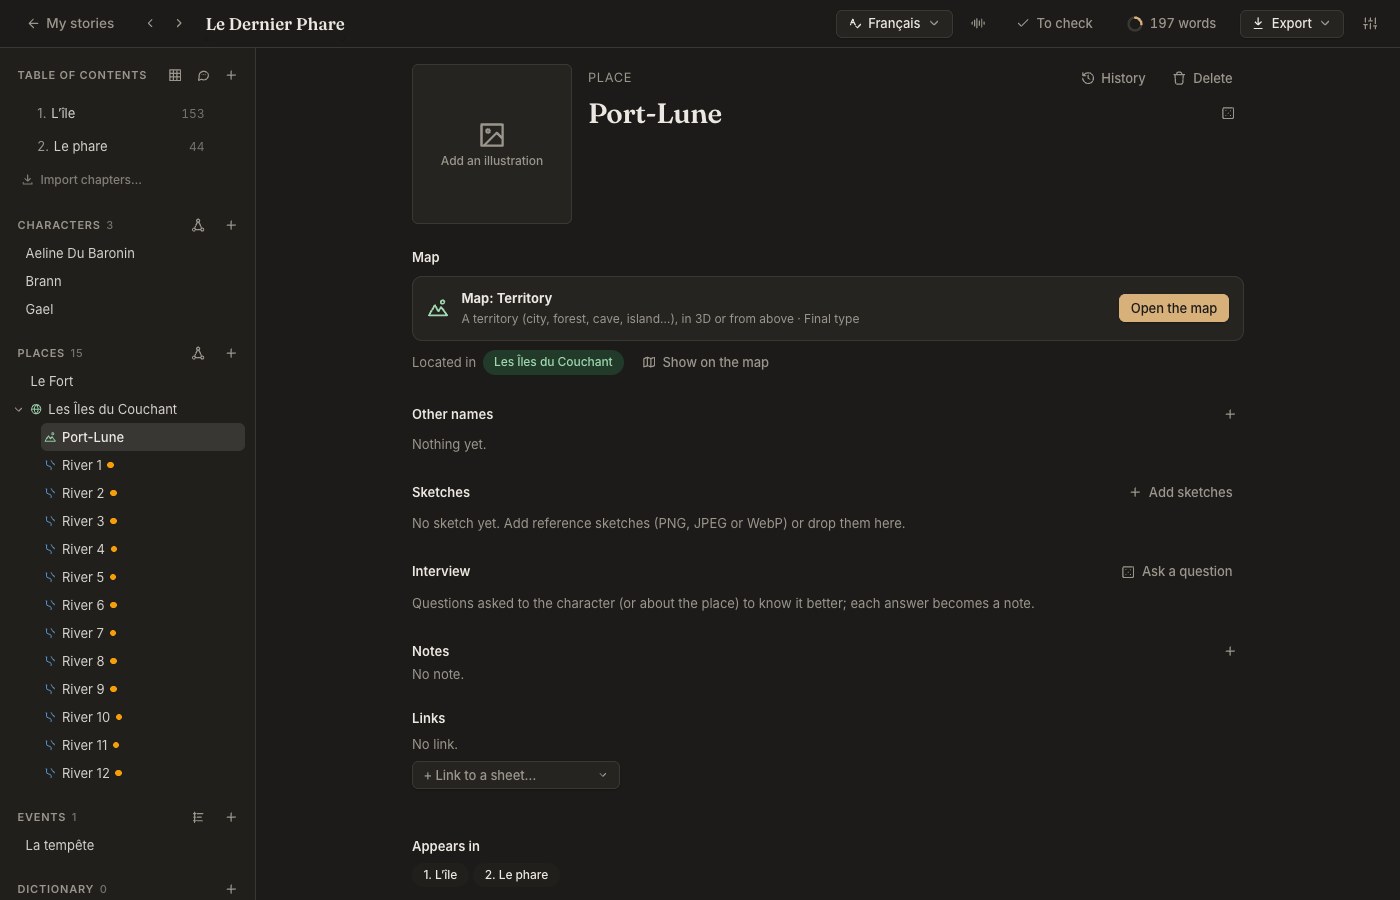 My stories
Le Dernier Phare
Français
To check
197 words
Export
TABLE OF CONTENTS
1. L'île 153
2. Le phare 44
Import chapters...
CHARACTERS 3
Aeline Du Baronin
Brann
Gael
PLACES 15
Le Fort
Les Îles du Couchant
Port-Lune
River 1
River 2
River 3
River 4
River 5
River 6
River 7
River 8
River 9
River 10
River 11
River 12
EVENTS 1
La tempête
DICTIONARY 0
Add an illustration
PLACE
History
Delete
Port-Lune
Map
Map: Territory
A territory (city, forest, cave, island...), in 3D or from above · Final type
Open the map
Located in Les Îles du Couchant Show on the map
Other names
Nothing yet.
Sketches
Add sketches
No sketch yet. Add reference sketches (PNG, JPEG or WebP) or drop them here.
Interview
Ask a question
Questions asked to the character (or about the place) to know it better; each answer becomes a note.
Notes
No note.
Links
No link.
+ Link to a sheet...
Appears in
1. L'île 2. Le phare